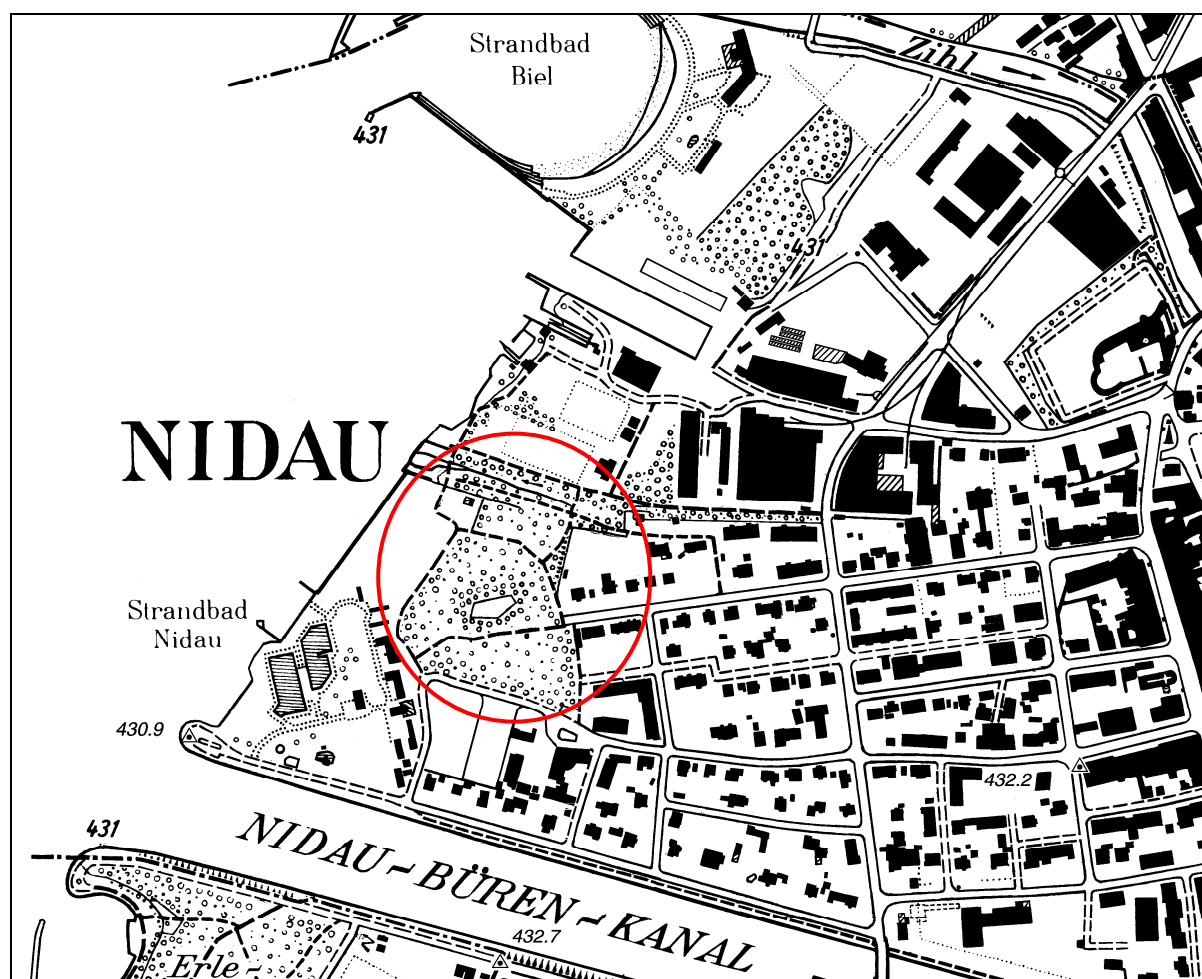 Strandbad
Biel
Zihl
431
431
NIDAU
Strandbad
Nidau
430.9
432.2
431
NIDAU-BÜREN-KANAL
432.7
Erle-